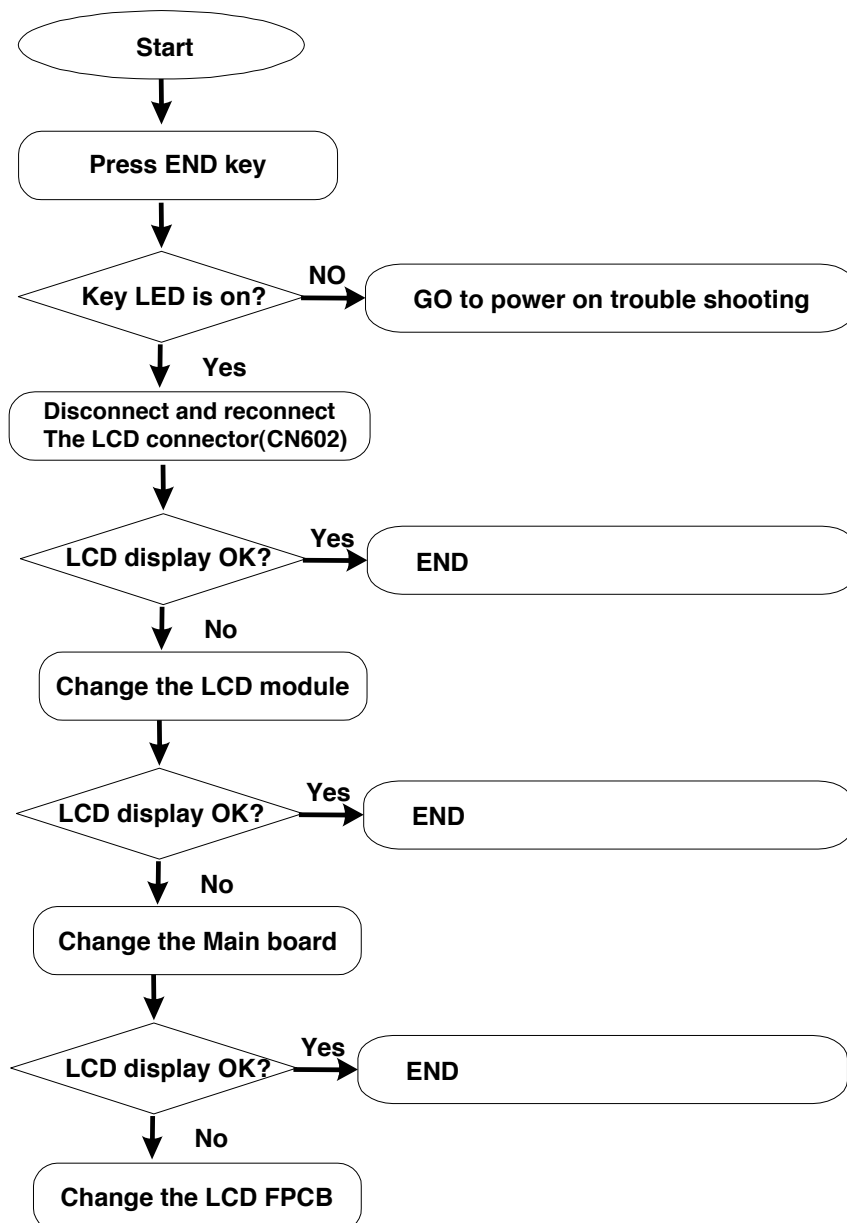 Start
Press END key
Key LED is on?
NO
GO to power on trouble shooting
Yes
Disconnect and reconnect
The LCD connector(CN602)
LCD display OK?
Yes
END
No
Change the LCD module
LCD display OK?
Yes
END
No
Change the Main board
LCD display OK?
Yes
END
No
Change the LCD FPCB